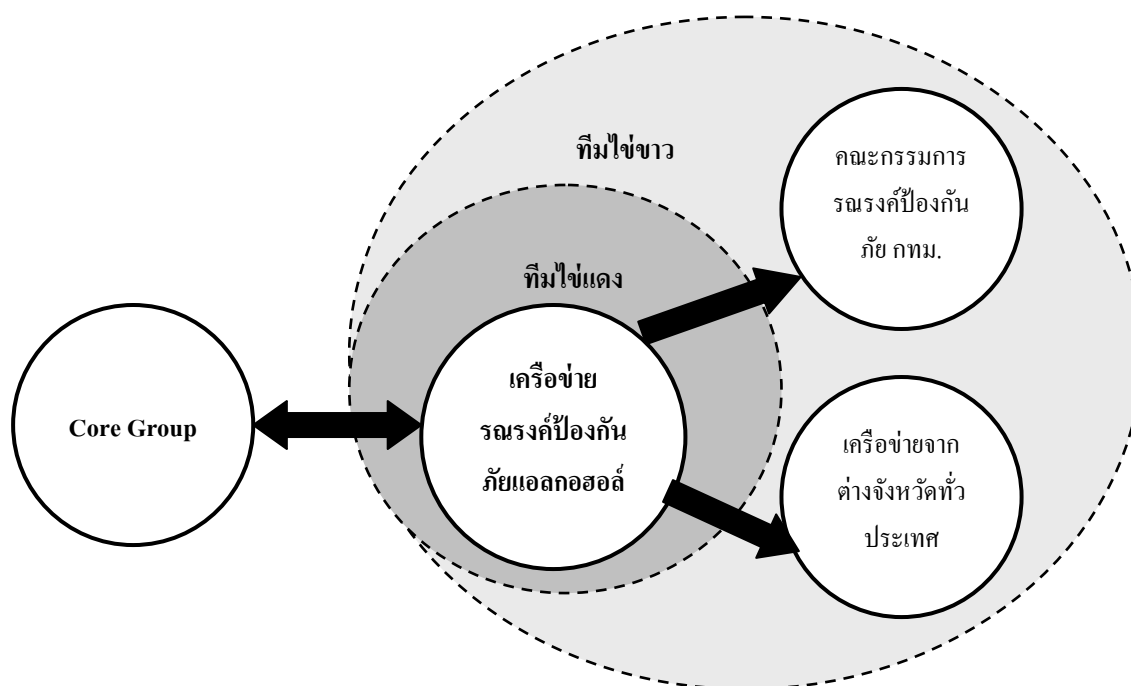 ทีมไข่ขาว
คณะกรรมการ
รณรงค์ป้องกัน
ภัย กทม.
ทีมไข่แดง
Core Group
เครือข่าย
รณรงค์ป้องกัน
ภัยแอลกอฮอล์
เครือข่ายจาก
ต่างจังหวัดทั่ว
ประเทศ